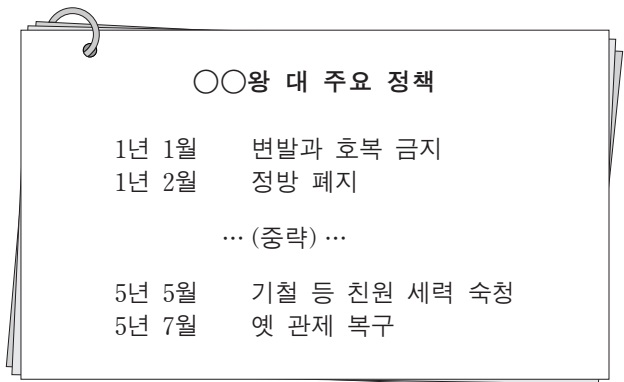 ○○왕 대 주요 정책
1년 1월 변발과 호복 금지
1년 2월 정방 폐지
… (중략) …
5년 5월 기철 등 친원 세력 숙청
5년 7월 옛 관제 복구